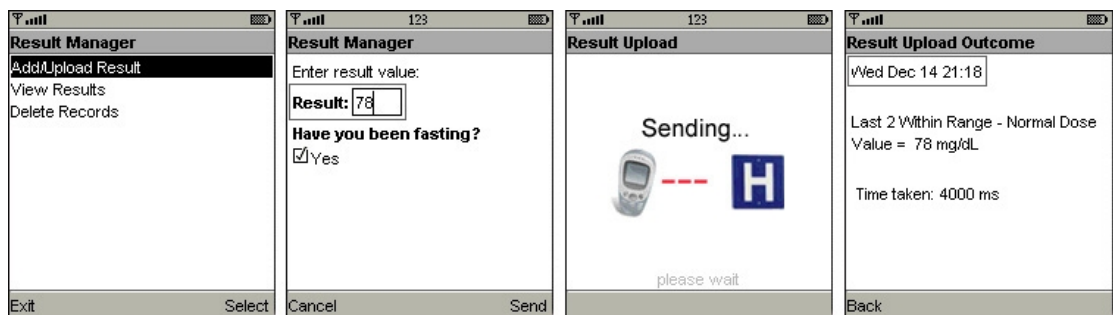 Result Manager
Add/Upload Result
View Results
Delete Records
Exit
Select
123
Result Manager
Enter result value:
Result: 78
Have you been fasting?
Yes
Cancel
Send
123
Result Upload
Sending...
H
please wait
Result Upload Outcome
Wed Dec 14 21:18
Last 2 Within Range - Normal Dose
Value = 78 mg/dL
Time taken: 4000 ms
Back